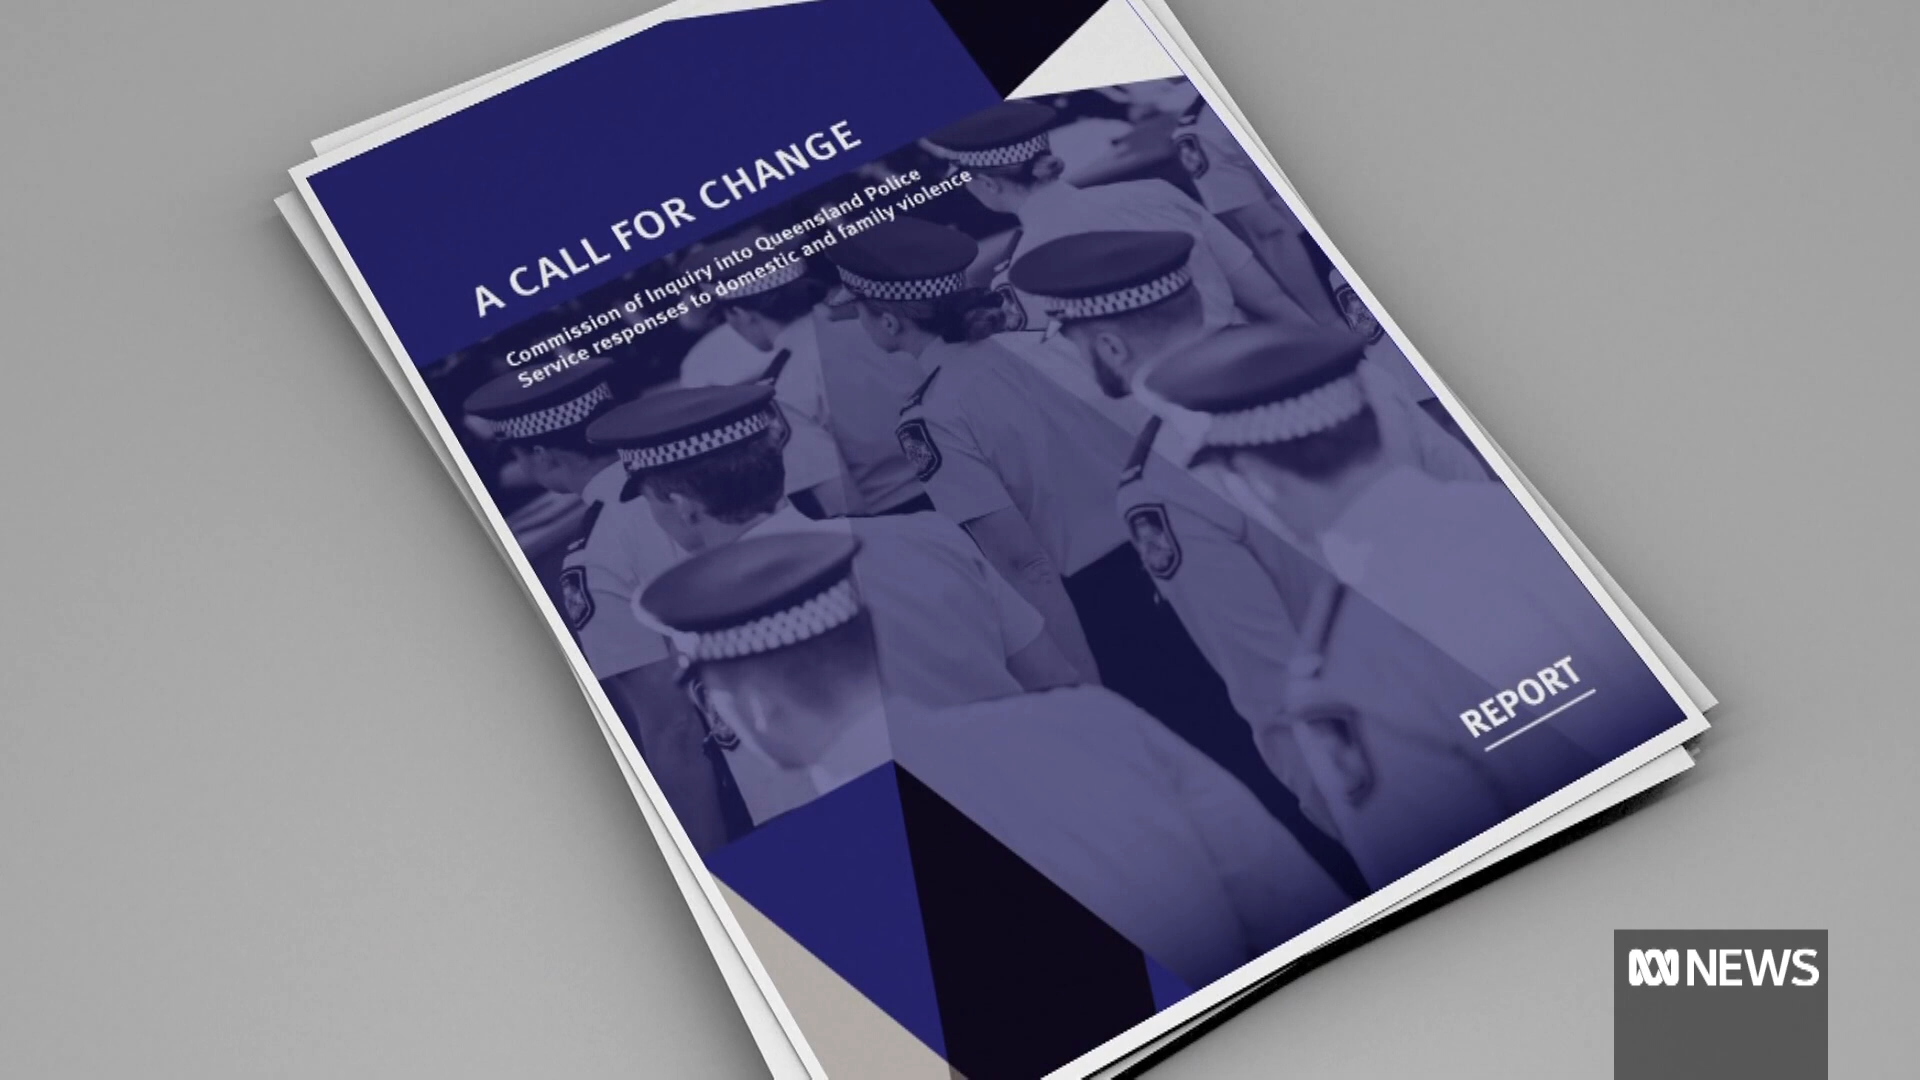 A CALL FOR CHANGE
Commission of Inquiry into Queensland Police
Service responses to domestic and family violence
REPORT
NEWS